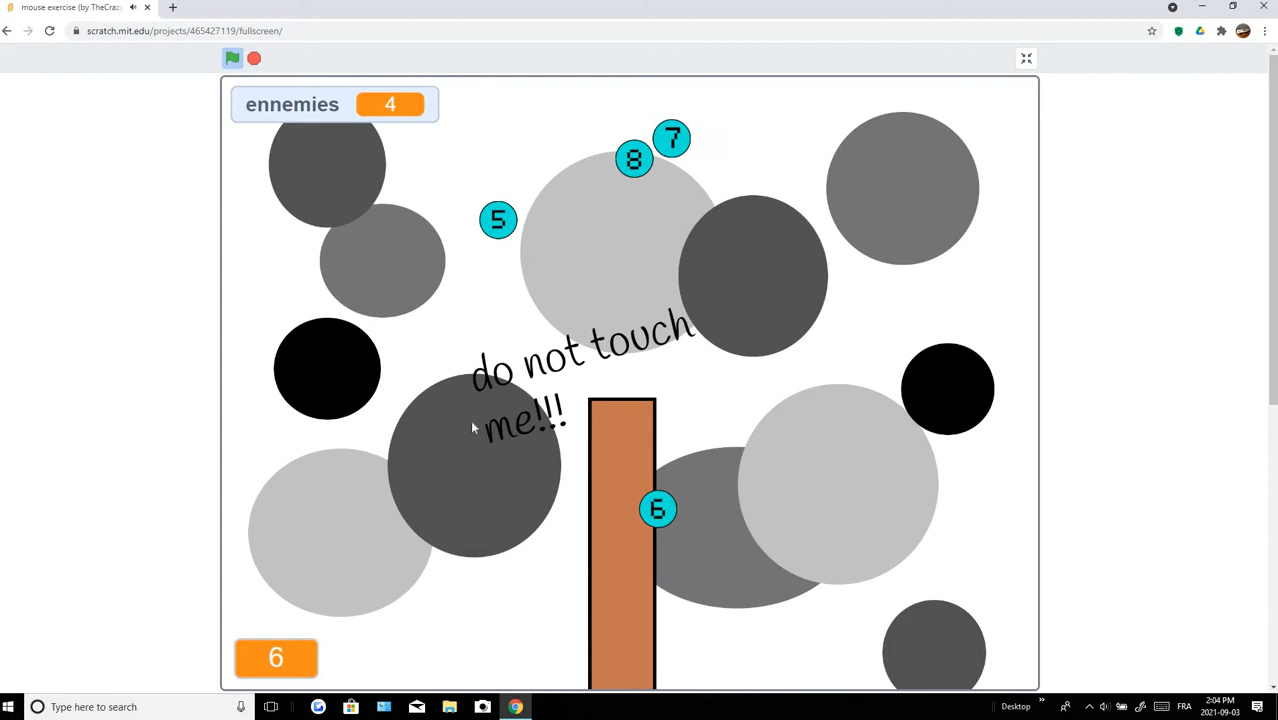 mouse exercise (by TheCraz
scratch.mit.edu/projects/465427119/fullscreen/
ennemies 4
7
8
5
do not touch
me!!!
6
6
Type here to search
Desktop
FRA
2:04 PM
2021-09-03